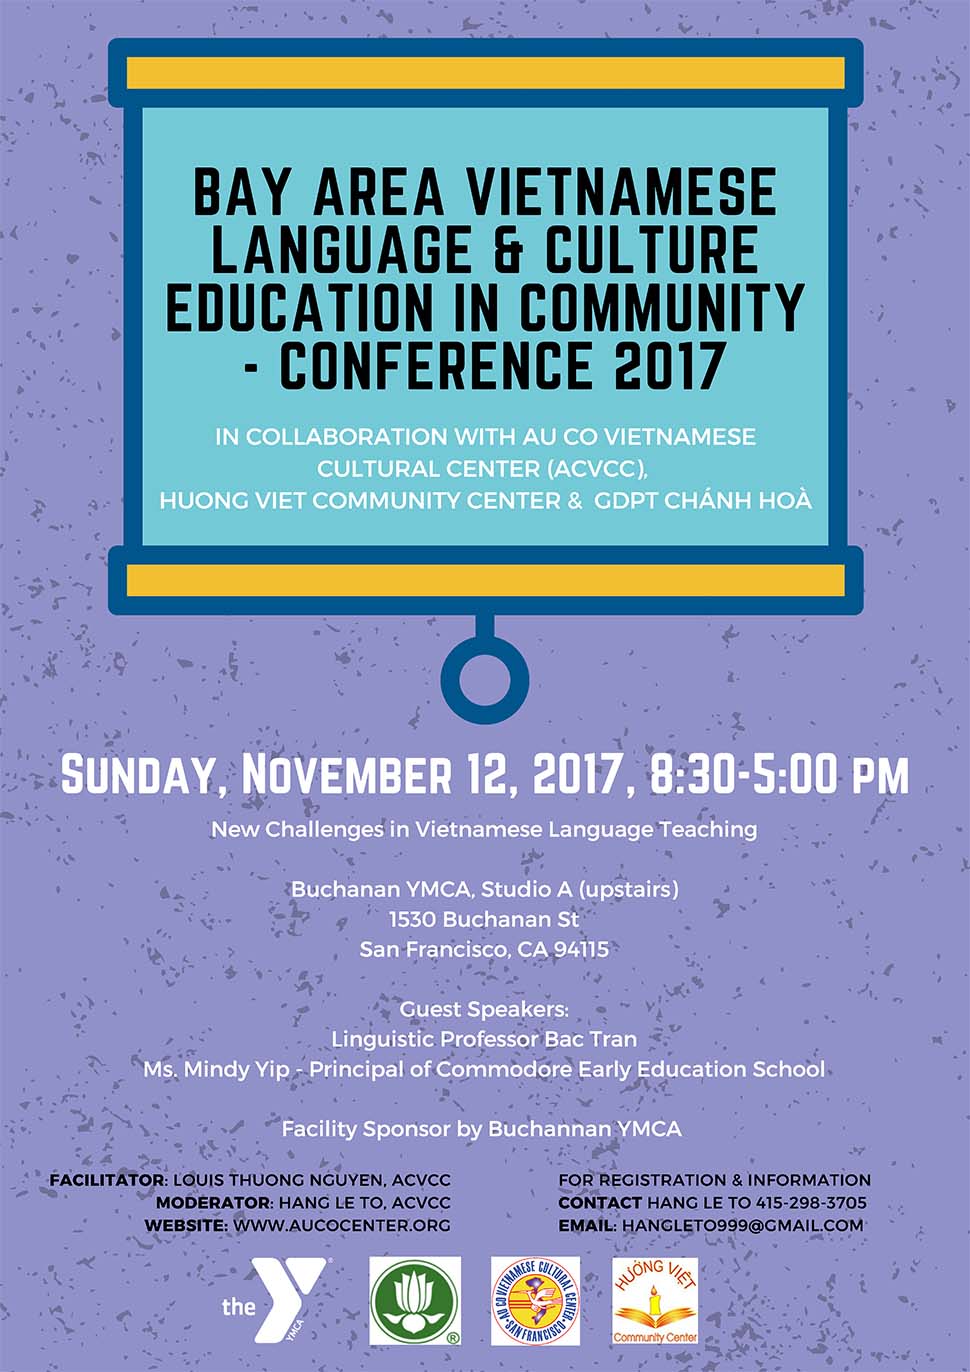 BAY AREA VIETNAMESE
LANGUAGE & CULTURE
EDUCATION IN COMMUNITY
- CONFERENCE 2017
IN COLLABORATION WITH AU CO VIETNAMESE
CULTURAL CENTER (ACVCC),
HUONG VIET COMMUNITY CENTER & GDPT CHÁNH HOÀ
SUNDAY, NOVEMBER 12, 2017, 8:30-5:00 PM
New Challenges in Vietnamese Language Teaching
Buchanan YMCA, Studio A (upstairs)
1530 Buchanan St
San Francisco, CA 94115
Guest Speakers:
Linguistic Professor Bac Tran
Ms. Mindy Yip - Principal of Commodore Early Education School
Facility Sponsor by Buchannan YMCA
FACILITATOR: LOUIS THUONG NGUYEN, ACVCC
MODERATOR: HANG LE TO, ACVCC
WEBSITE: WWW.AUCOCENTER.ORG
FOR REGISTRATION & INFORMATION
CONTACT HANG LE TO 415-298-3705
EMAIL: HANGLETO999@GMAIL.COM
the Y ®
YMCA
®
AU CO VIETNAMESE CULTURAL CENTER
SAN FRANCISCO
HƯỚNG VIỆT
Community Center